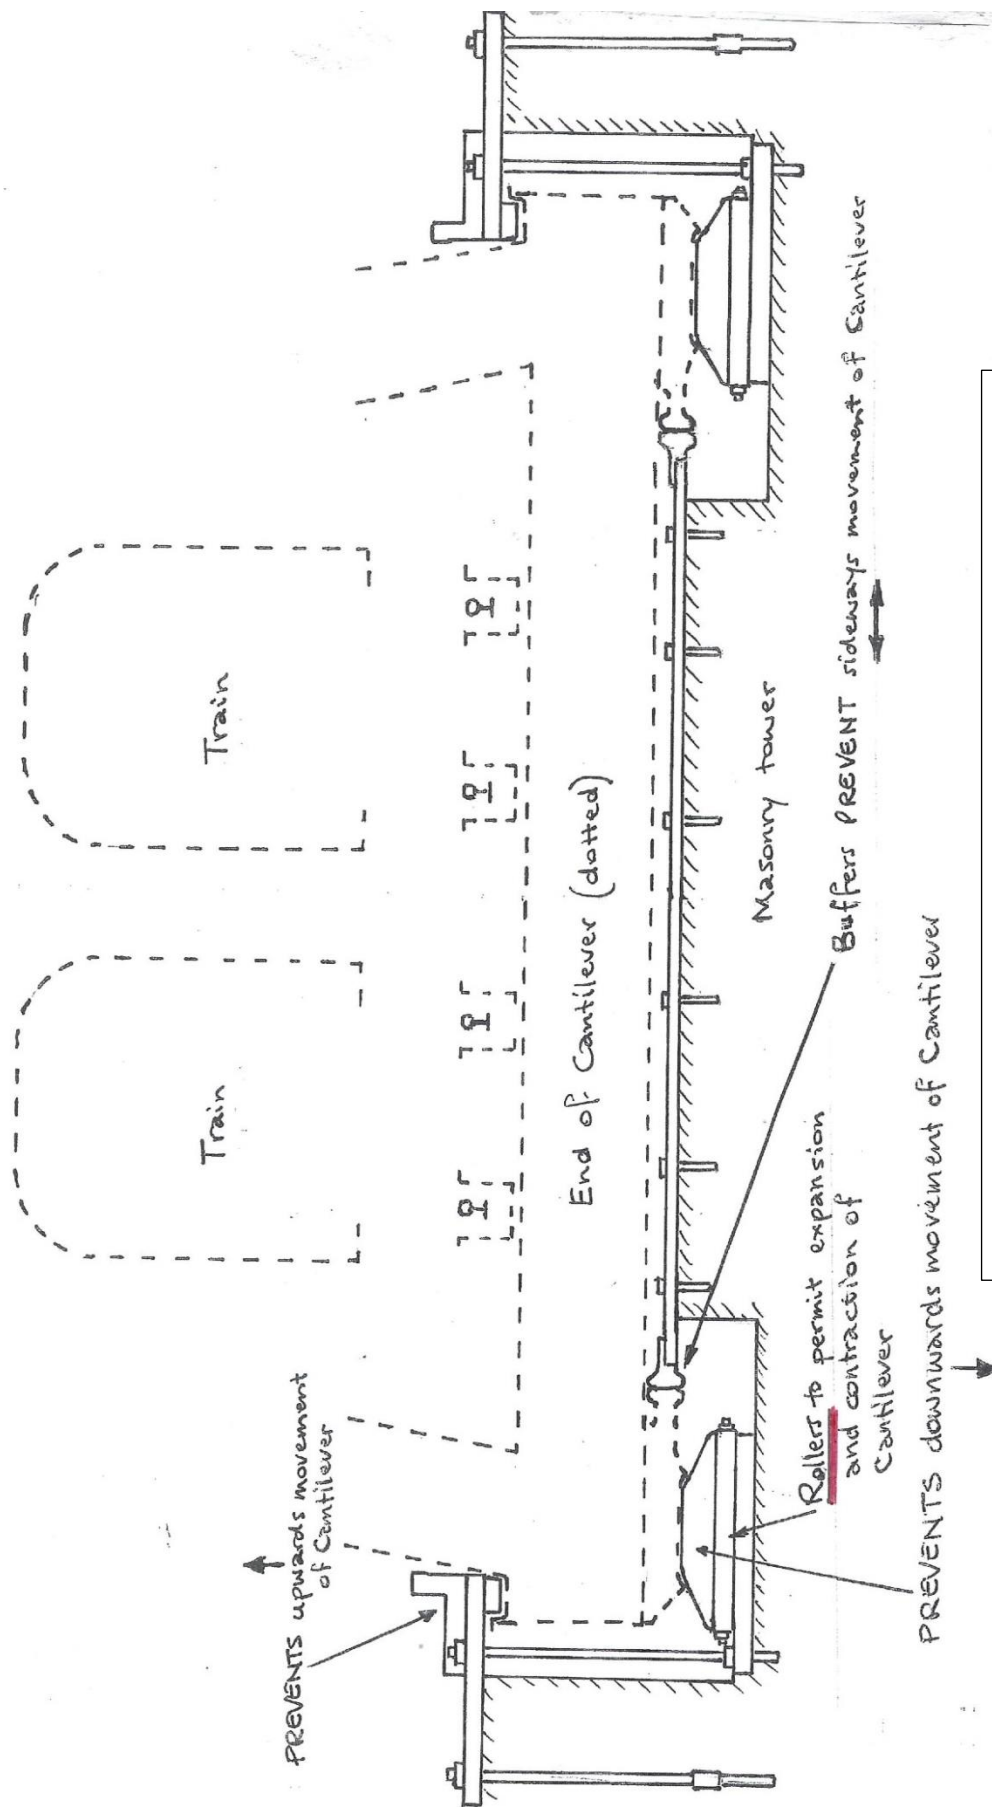 Train
Train
PREVENTS upwards movement
of Cantilever
End of Cantilever (dotted)
Masonry tower
Buffers PREVENT sideways movement of Cantilever
Rollers to permit expansion
and contraction of
Cantilever
PREVENTS downwards movement of Cantilever